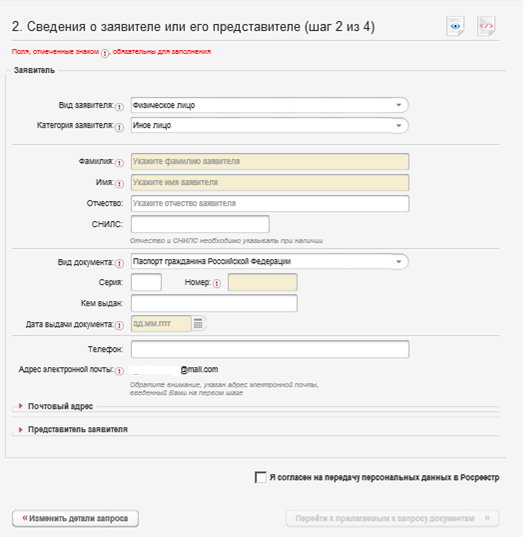 2. Сведения о заявителе или его представителе (шаг 2 из 4)
Поля, отмеченные знаком , обязательны для заполнения
Заявитель
Вид заявителя: Физическое лицо
Категория заявителя: Иное лицо
Фамилия: Укажите фамилию заявителя
Имя: Укажите имя заявителя
Отчество: Укажите отчество заявителя
СНИЛС:
Отчество и СНИЛС необходимо указывать при наличии
Вид документа: Паспорт гражданина Российской Федерации
Серия: Номер:
Кем выдан:
Дата выдачи документа: дд.мм.гггг
Телефон:
Адрес электронной почты: @mail.com
Обратите внимание, указан адрес электронной почты,
введенный Вами на первом шаге
Почтовый адрес
Представитель заявителя
Я согласен на передачу персональных данных в Росреестр
« Изменить детали запроса
Перейти к прилагаемым к запросу документам »